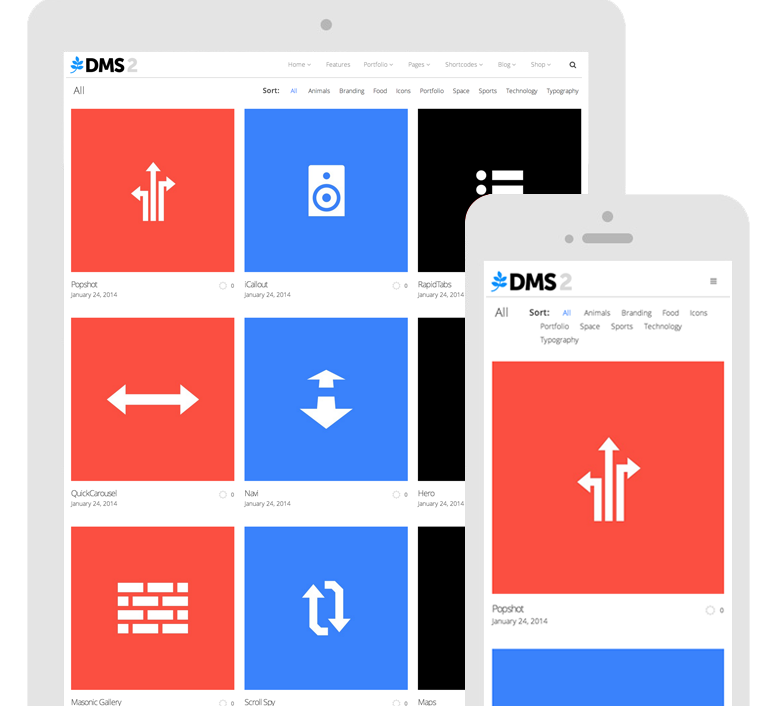 DMS 2
Home Features Portfolio Pages Shortcodes Blog Shop
All Sort: All Animals Branding Food Icons Portfolio Space Sports Technology Typography
Popshot 0 iCallout 0 RapidTabs
January 24, 2014 January 24, 2014 January 24, 2014
QuickCarousel 0 Navi 0 Hero
January 24, 2014 January 24, 2014 January 24, 2014
Masonic Gallery 0 Scroll Spy 0 Maps
DMS 2
All Sort: All Animals Branding Food Icons
Portfolio Space Sports Technology
Typography
Popshot 0
January 24, 2014